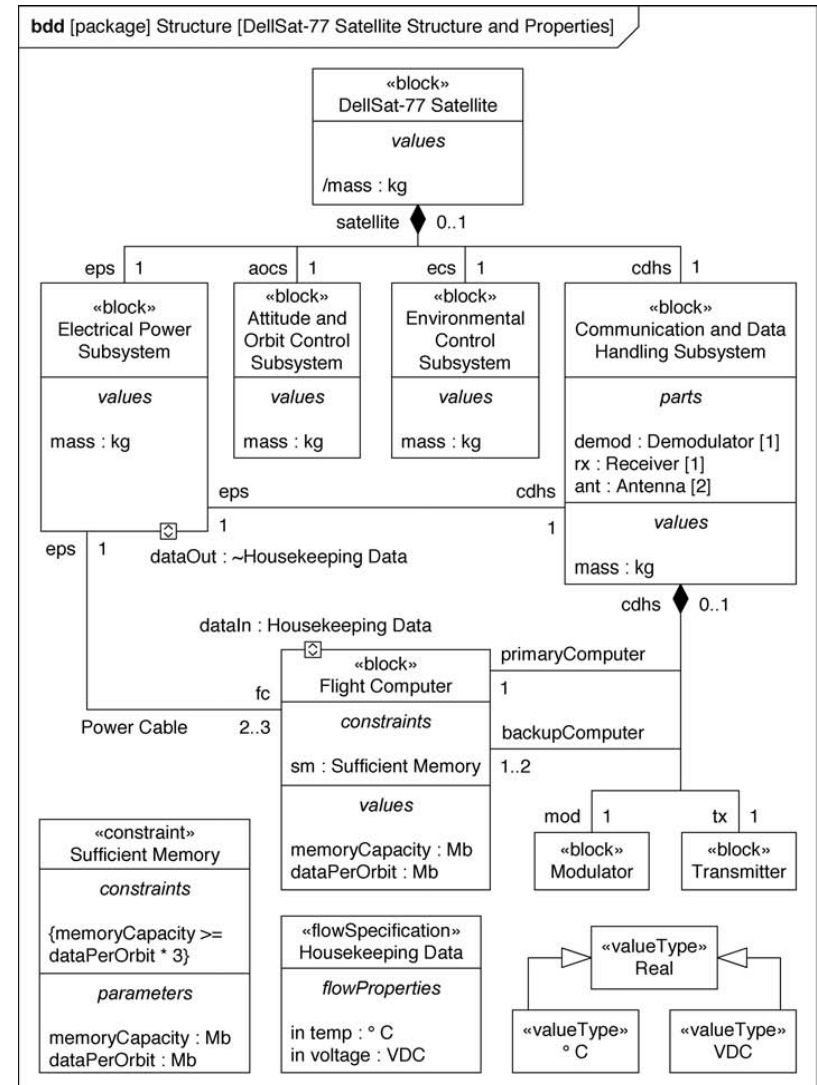 bdd [package] Structure [DellSat-77 Satellite Structure and Properties]
«block»
DellSat-77 Satellite
values
/mass : kg
satellite
0..1
eps
1
aocs
1
ecs
1
cdhs
1
«block»
Electrical Power
Subsystem
values
mass : kg
«block»
Attitude and
Orbit Control
Subsystem
values
mass : kg
«block»
Environmental
Control
Subsystem
values
mass : kg
«block»
Communication and Data
Handling Subsystem
parts
demod : Demodulator [1]
rx : Receiver [1]
ant : Antenna [2]
values
mass : kg
eps
1
cdhs
1
dataOut : ~Housekeeping Data
eps
1
cdhs
0..1
dataIn : Housekeeping Data
fc
Power Cable
2..3
«block»
Flight Computer
constraints
sm : Sufficient Memory
values
memoryCapacity : Mb
dataPerOrbit : Mb
primaryComputer
1
backupComputer
1..2
mod
1
tx
1
«block»
Modulator
«block»
Transmitter
«constraint»
Sufficient Memory
constraints
{memoryCapacity >=
dataPerOrbit * 3}
parameters
memoryCapacity : Mb
dataPerOrbit : Mb
«flowSpecification»
Housekeeping Data
flowProperties
in temp : ° C
in voltage : VDC
«valueType»
Real
«valueType»
° C
«valueType»
VDC